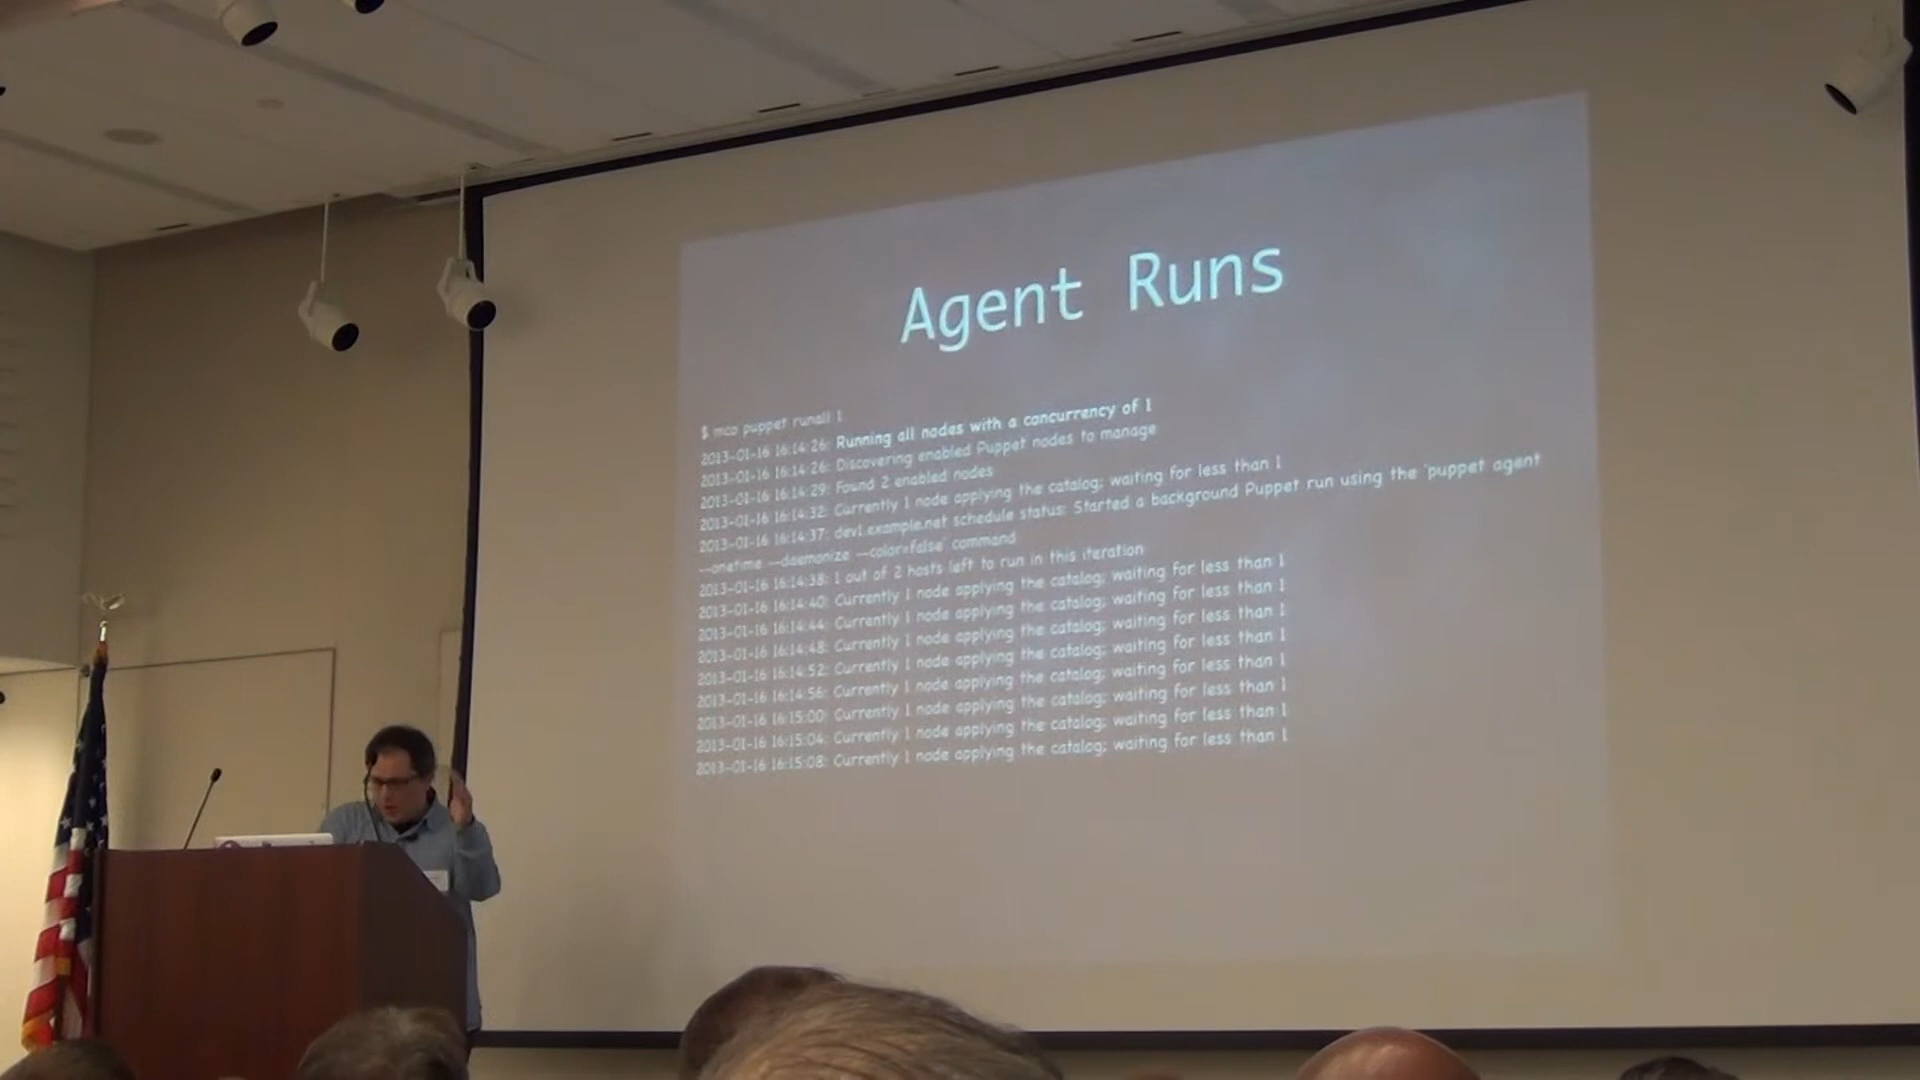 Agent Runs
$ mco puppet runall 1
2013-01-16 16:14:26: Running all nodes with a concurrency of 1
2013-01-16 16:14:26: Discovering enabled Puppet nodes to manage
2013-01-16 16:14:29: Found 2 enabled nodes
2013-01-16 16:14:32: Currently 1 node applying the catalog; waiting for less than 1
2013-01-16 16:14:37: dev1.example.net schedule status: Started a background Puppet run using the 'puppet agent
--onetime --daemonize --color=false' command
2013-01-16 16:14:38: 1 out of 2 hosts left to run in this iteration
2013-01-16 16:14:40: Currently 1 node applying the catalog; waiting for less than 1
2013-01-16 16:14:44: Currently 1 node applying the catalog; waiting for less than 1
2013-01-16 16:14:48: Currently 1 node applying the catalog; waiting for less than 1
2013-01-16 16:14:52: Currently 1 node applying the catalog; waiting for less than 1
2013-01-16 16:14:56: Currently 1 node applying the catalog; waiting for less than 1
2013-01-16 16:15:00: Currently 1 node applying the catalog; waiting for less than 1
2013-01-16 16:15:04: Currently 1 node applying the catalog; waiting for less than 1
2013-01-16 16:15:08: Currently 1 node applying the catalog; waiting for less than 1